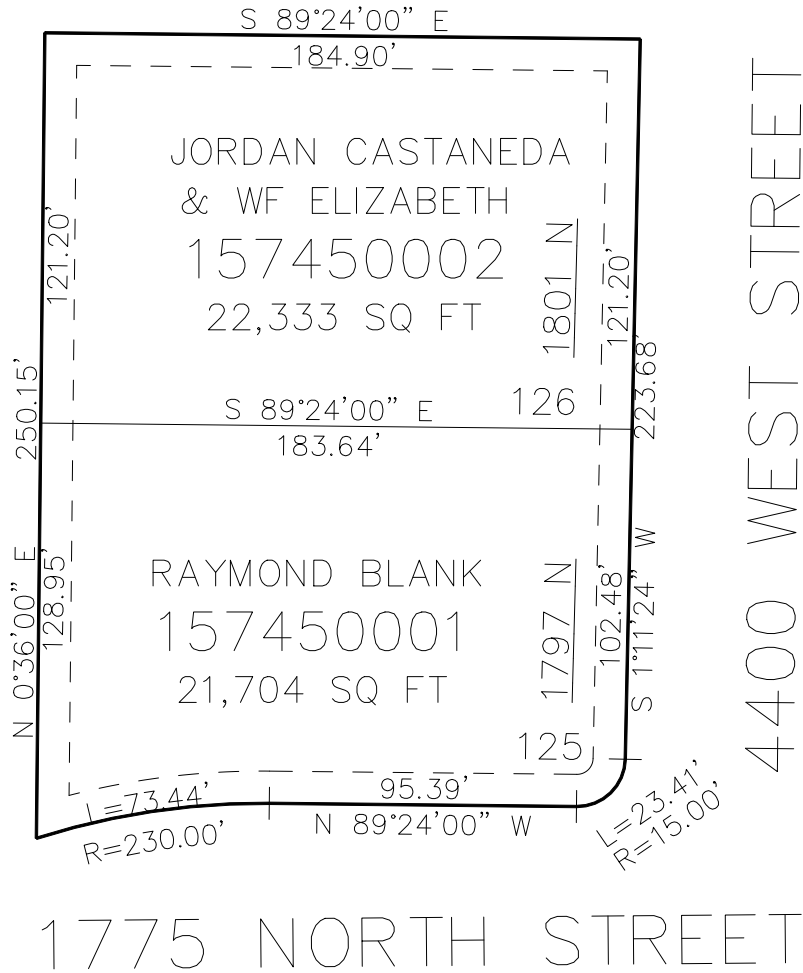 S 89°24'00" E
184.90'
JORDAN CASTANEDA
& WF ELIZABETH
157450002
22,333 SQ FT
1801 N
121.20'
121.20'
250.15'
223.68'
126
S 89°24'00" E
183.64'
RAYMOND BLANK
157450001
21,704 SQ FT
1797 N
N 0°36'00" E
128.95'
102.48'
S 1°11'24" W
125
L=73.44'
R=230.00'
95.39'
N 89°24'00" W
L=23.41'
R=15.00'
4400 WEST STREET
1775 NORTH STREET